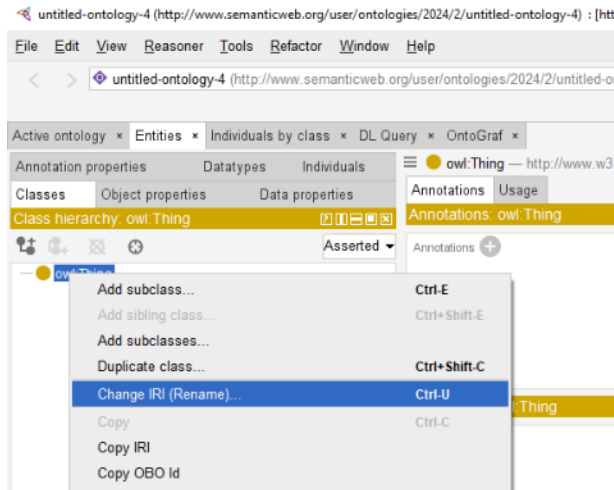 untitled-ontology-4 (http://www.semanticweb.org/user/ontologies/2024/2/untitled-ontology-4) : [htt
File Edit View Reasoner Tools Refactor Window Help
< > untitled-ontology-4 (http://www.semanticweb.org/user/ontologies/2024/2/untitled-o
Active ontology × Entities × Individuals by class × DL Query × OntoGraf ×
Annotation properties Datatypes Individuals
Classes Object properties Data properties
Class hierarchy: owl:Thing
Asserted
owl:Thing
owl:Thing — http://www.w3
Annotations Usage
Annotations: owl:Thing
Annotations
Add subclass... Ctrl-E
Add sibling class... Ctrl+Shift-E
Add subclasses...
Duplicate class... Ctrl+Shift-C
Change IRI (Rename)... Ctrl-U
Copy Ctrl-C
Copy IRI
Copy OBO Id
:Thing